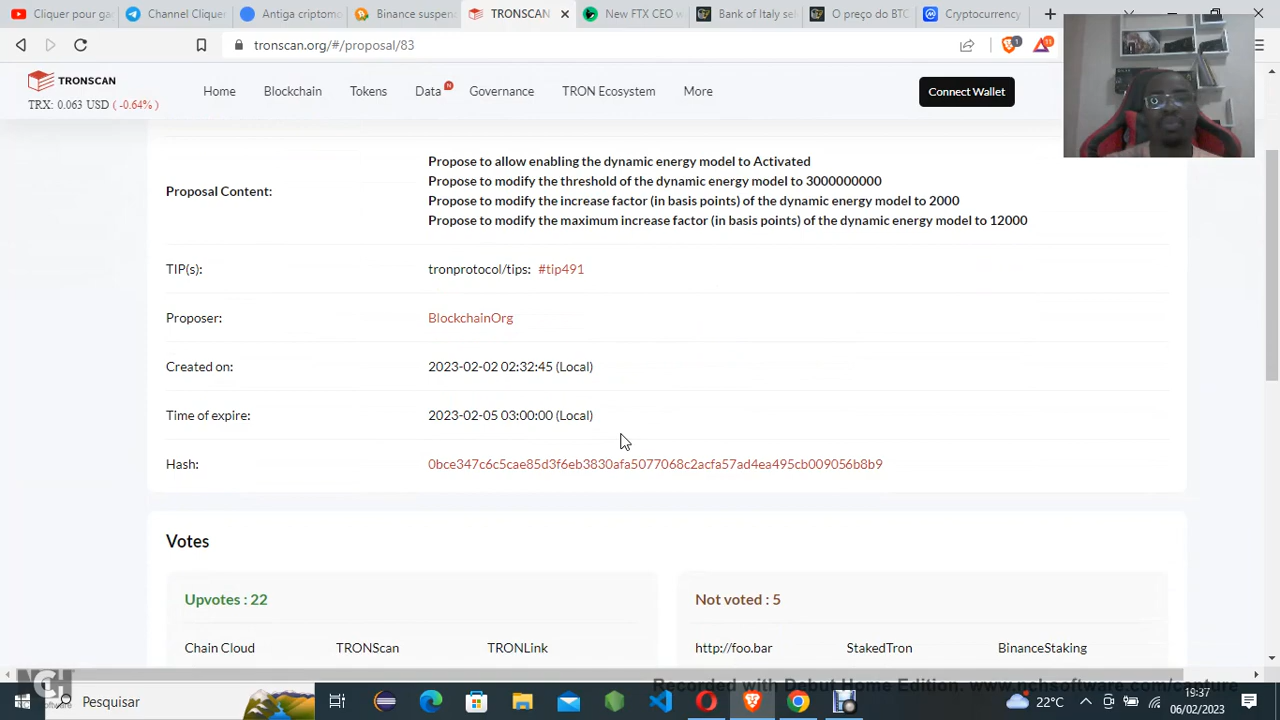 Cliquer pour ga
Channel Clique
Antiga criptomo
Binance suspen
TRONSCAN
New FTX CEO w
Bank of Italy sel
O preço do BTC
Cryptocurrency
tronscan.org/#/proposal/83
TRONSCAN
TRX: 0.063 USD ( -0.64% )
Home
Blockchain
Tokens
Data N
Governance
TRON Ecosystem
More
Connect Wallet
Proposal Content:
Propose to allow enabling the dynamic energy model to Activated
Propose to modify the threshold of the dynamic energy model to 3000000000
Propose to modify the increase factor (in basis points) of the dynamic energy model to 2000
Propose to modify the maximum increase factor (in basis points) of the dynamic energy model to 12000
TIP(s): tronprotocol/tips: #tip491
Proposer: BlockchainOrg
Created on: 2023-02-02 02:32:45 (Local)
Time of expire: 2023-02-05 03:00:00 (Local)
Hash: 0bce347c6c5cae85d3f6eb3830afa5077068c2acfa57ad4ea495cb009056b8b9
Votes
Upvotes : 22
Not voted : 5
Chain Cloud TRONScan TRONLink
http://foo.bar StakedTron BinanceStaking
NCH
Software
Recorded with Debut Home Edition. www.nchsoftware.com/capture
Pesquisar
22°C
19:37
06/02/2023